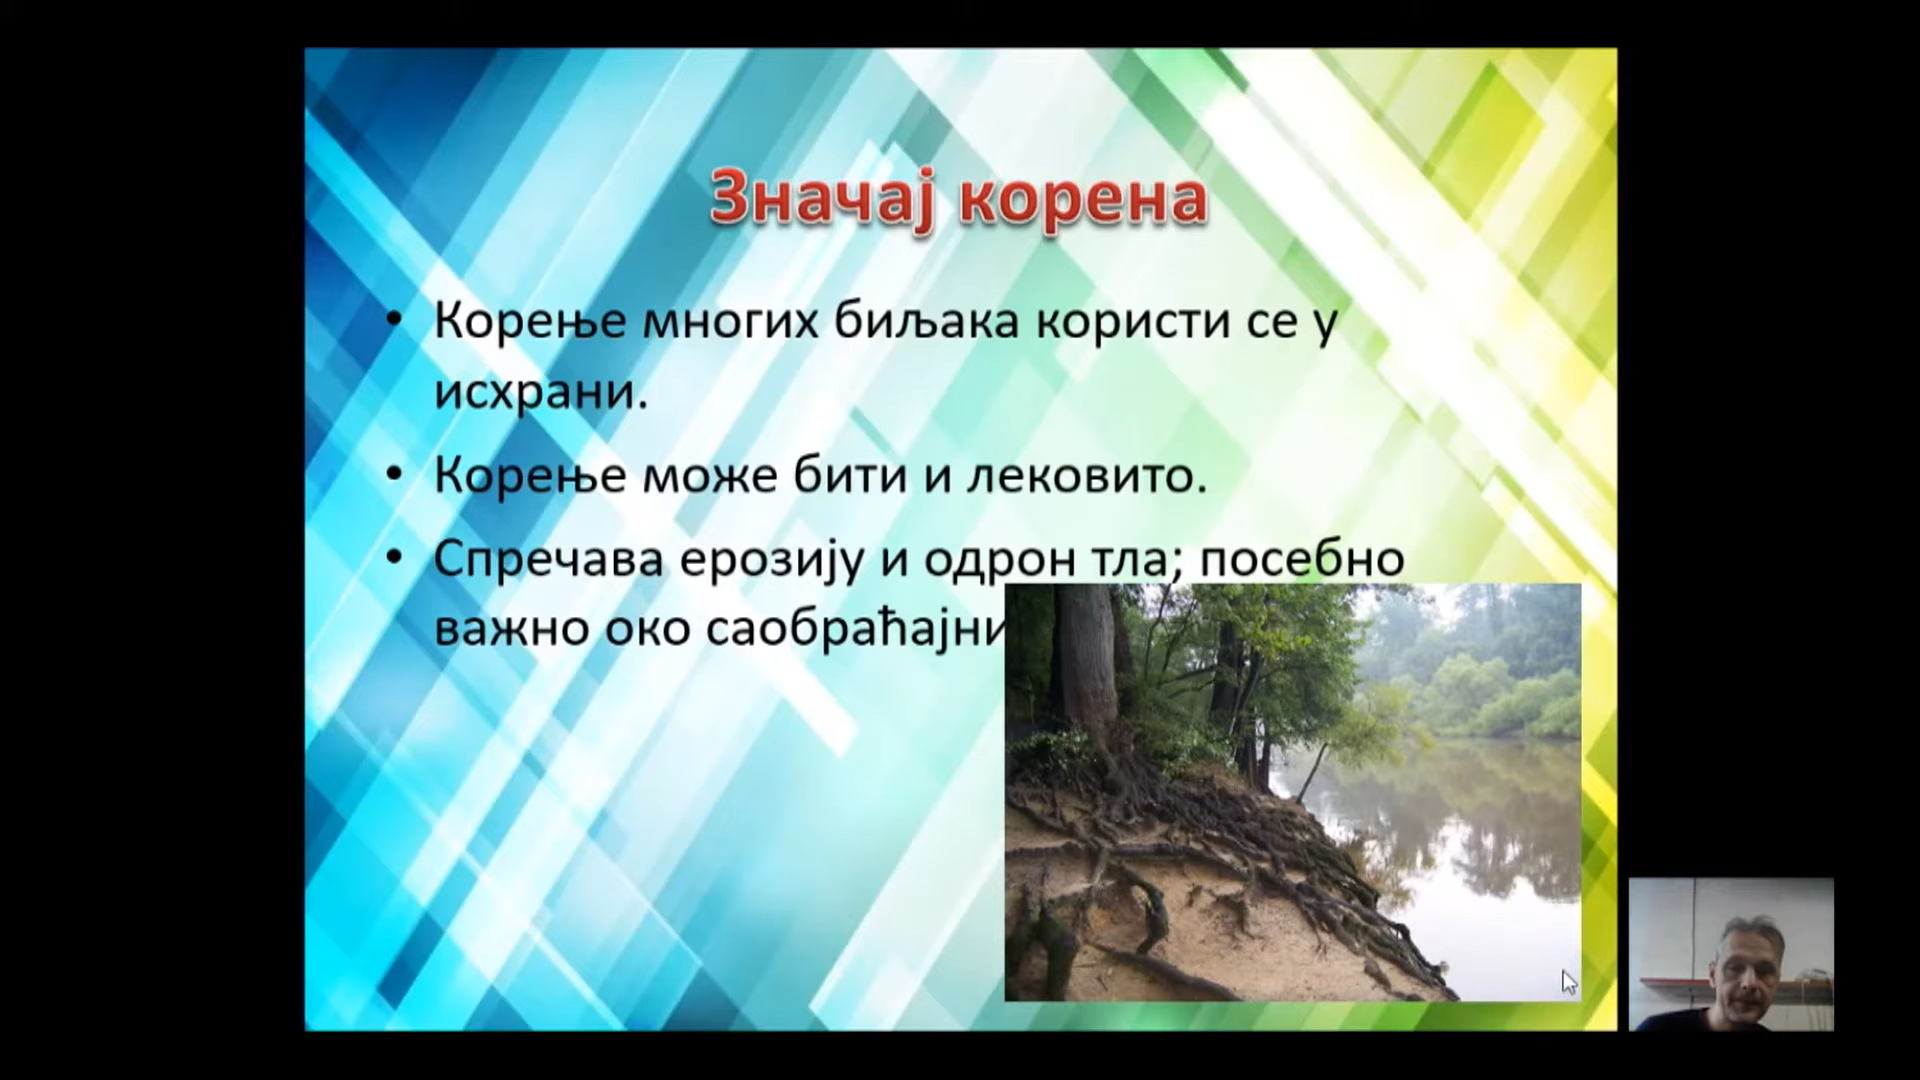 Значај корена
• Корење многих биљака користи се у
исхрани.
• Корење може бити и лековито.
• Спречава ерозију и одрон тла; посебно
важно око